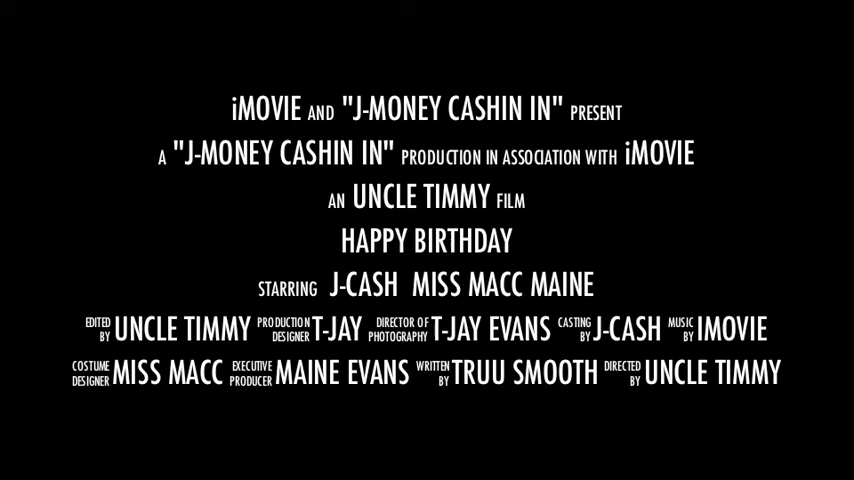 iMOVIE AND "J-MONEY CASHIN IN" PRESENT
A "J-MONEY CASHIN IN" PRODUCTION IN ASSOCIATION WITH iMOVIE
AN UNCLE TIMMY FILM
HAPPY BIRTHDAY
STARRING J-CASH MISS MACC MAINE
EDITED BY UNCLE TIMMY PRODUCTION DESIGNER T-JAY DIRECTOR OF PHOTOGRAPHY T-JAY EVANS CASTING BY J-CASH MUSIC BY IMOVIE
COSTUME DESIGNER MISS MACC EXECUTIVE PRODUCER MAINE EVANS WRITTEN BY TRUU SMOOTH DIRECTED BY UNCLE TIMMY